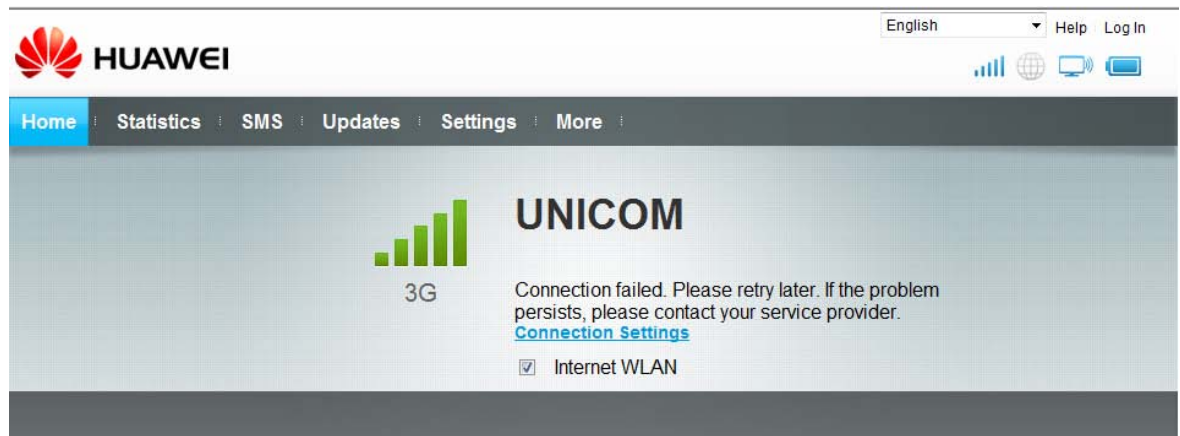 English Help Log In
HUAWEI
Home Statistics SMS Updates Settings More
UNICOM
3G
Connection failed. Please retry later. If the problem
persists, please contact your service provider.
Connection Settings
Internet WLAN